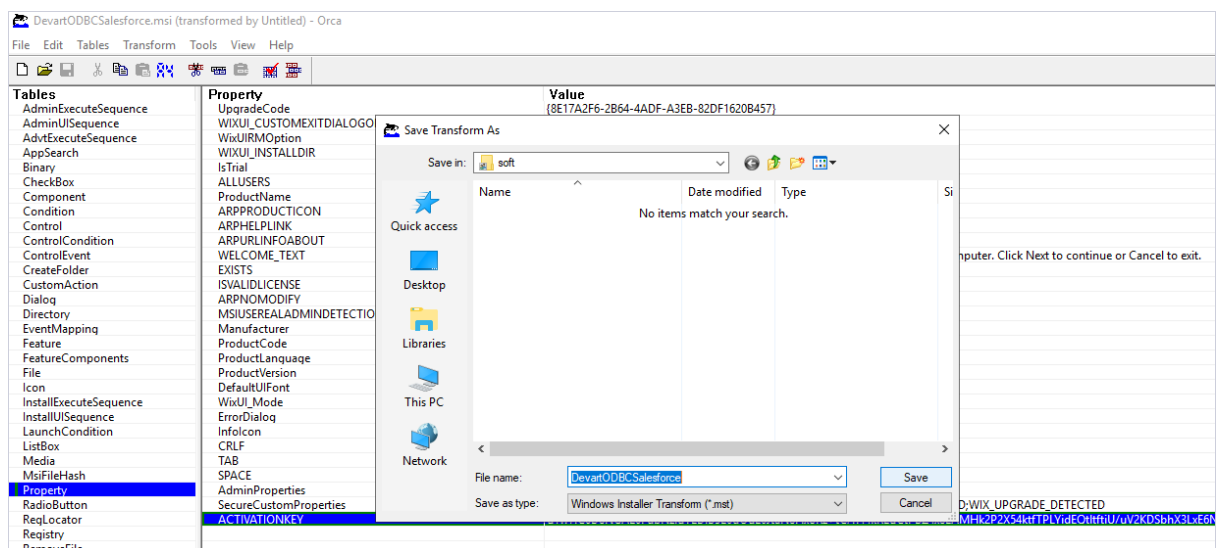 DevartODBCSalesforce.msi (transformed by Untitled) - Orca
File Edit Tables Transform Tools View Help
Tables Property Value
AdminExecuteSequence UpgradeCode {8E17A2F6-2B64-4ADF-A3EB-82DF1620B457}
AdminUISequence WIXUI_CUSTOMEXITDIALOGO
AdvtExecuteSequence WixUIRMOption
AppSearch WIXUI_INSTALLDIR
Binary IsTrial
CheckBox ALLUSERS
Component ProductName
Condition ARPPRODUCTICON
Control ARPHELPLINK
ControlCondition ARPURLINFOABOUT
ControlEvent WELCOME_TEXT nputer. Click Next to continue or Cancel to exit.
CreateFolder EXISTS
CustomAction ISVALIDLICENSE
Dialog ARPNOMODIFY
Directory MSIUSEREALADMINDETECTIO
EventMapping Manufacturer
Feature ProductCode
FeatureComponents ProductLanguage
File ProductVersion
Icon DefaultUIFont
InstallExecuteSequence WixUI_Mode
InstallUISequence ErrorDialog
LaunchCondition InfoIcon
ListBox CRLF
Media TAB
MsiFileHash SPACE
Property AdminProperties
RadioButton SecureCustomProperties D;WIX_UPGRADE_DETECTED
RegLocator ACTIVATIONKEY
Registry
RemoveFile
Save Transform As
Save in: soft
Name Date modified Type Si
No items match your search.
Quick access
Desktop
Libraries
This PC
Network
File name: DevartODBCSalesforce Save
Save as type: Windows Installer Transform (*.mst) Cancel